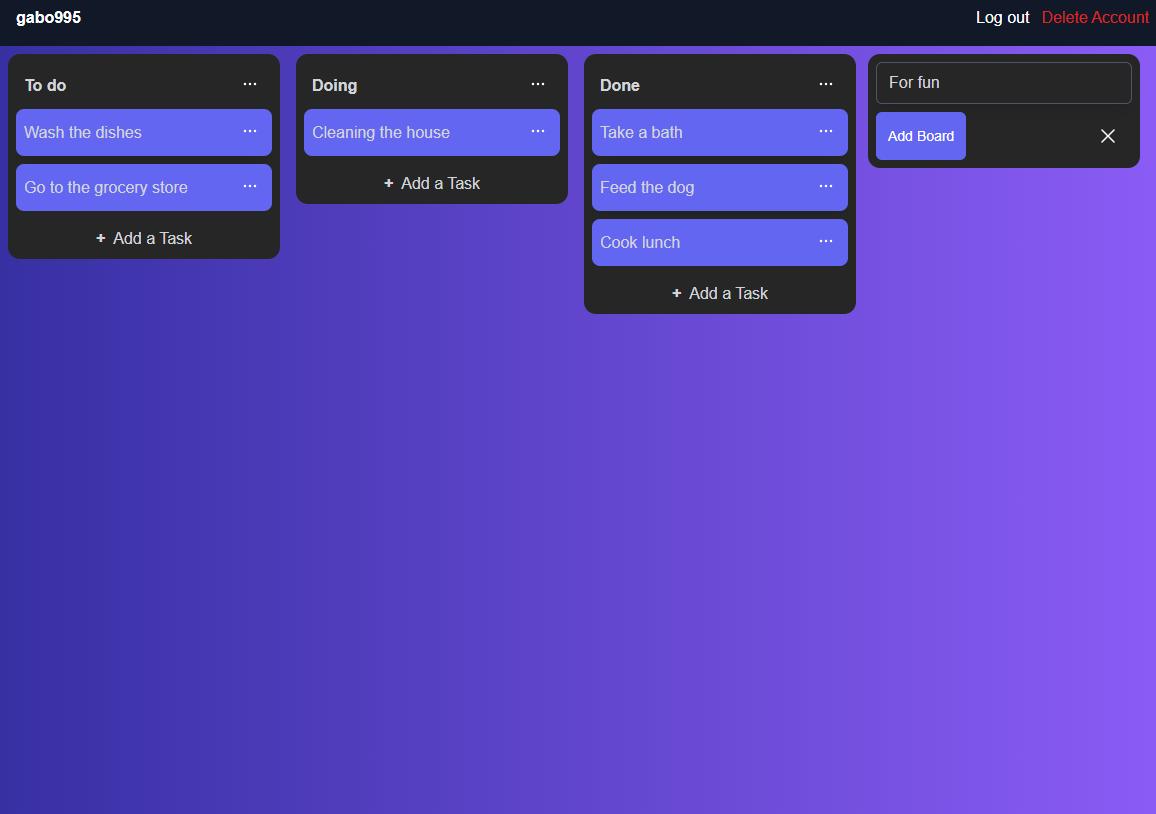 gabo995
Log out
Delete Account
To do
Wash the dishes
Go to the grocery store
+ Add a Task
Doing
Cleaning the house
+ Add a Task
Done
Take a bath
Feed the dog
Cook lunch
+ Add a Task
For fun
Add Board